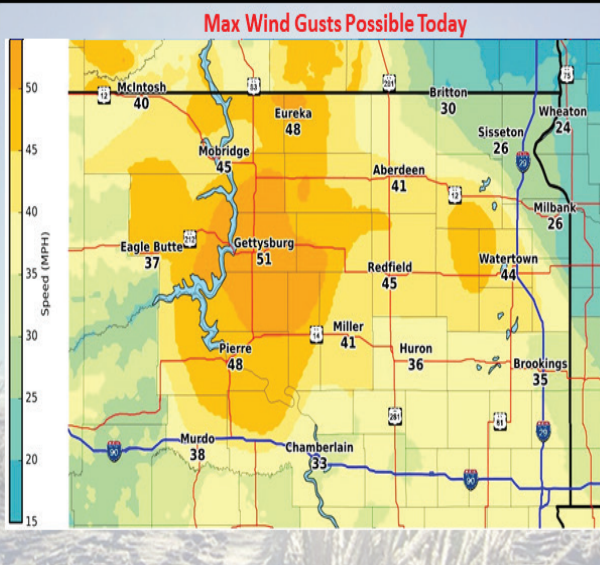 Max Wind Gusts Possible Today
50
45
40
35
30
25
20
15
Speed (MPH)
McIntosh
40
12
83
281
75
Britton
30
Wheaton
24
Eureka
48
Sisseton
26
29
Mobridge
45
Aberdeen
41
12
Milbank
26
Eagle Butte
37
212
Gettysburg
51
Redfield
45
Watertown
44
14
Miller
41
Pierre
48
Huron
36
Brookings
35
281
81
29
Murdo
38
90
Chamberlain
33
90